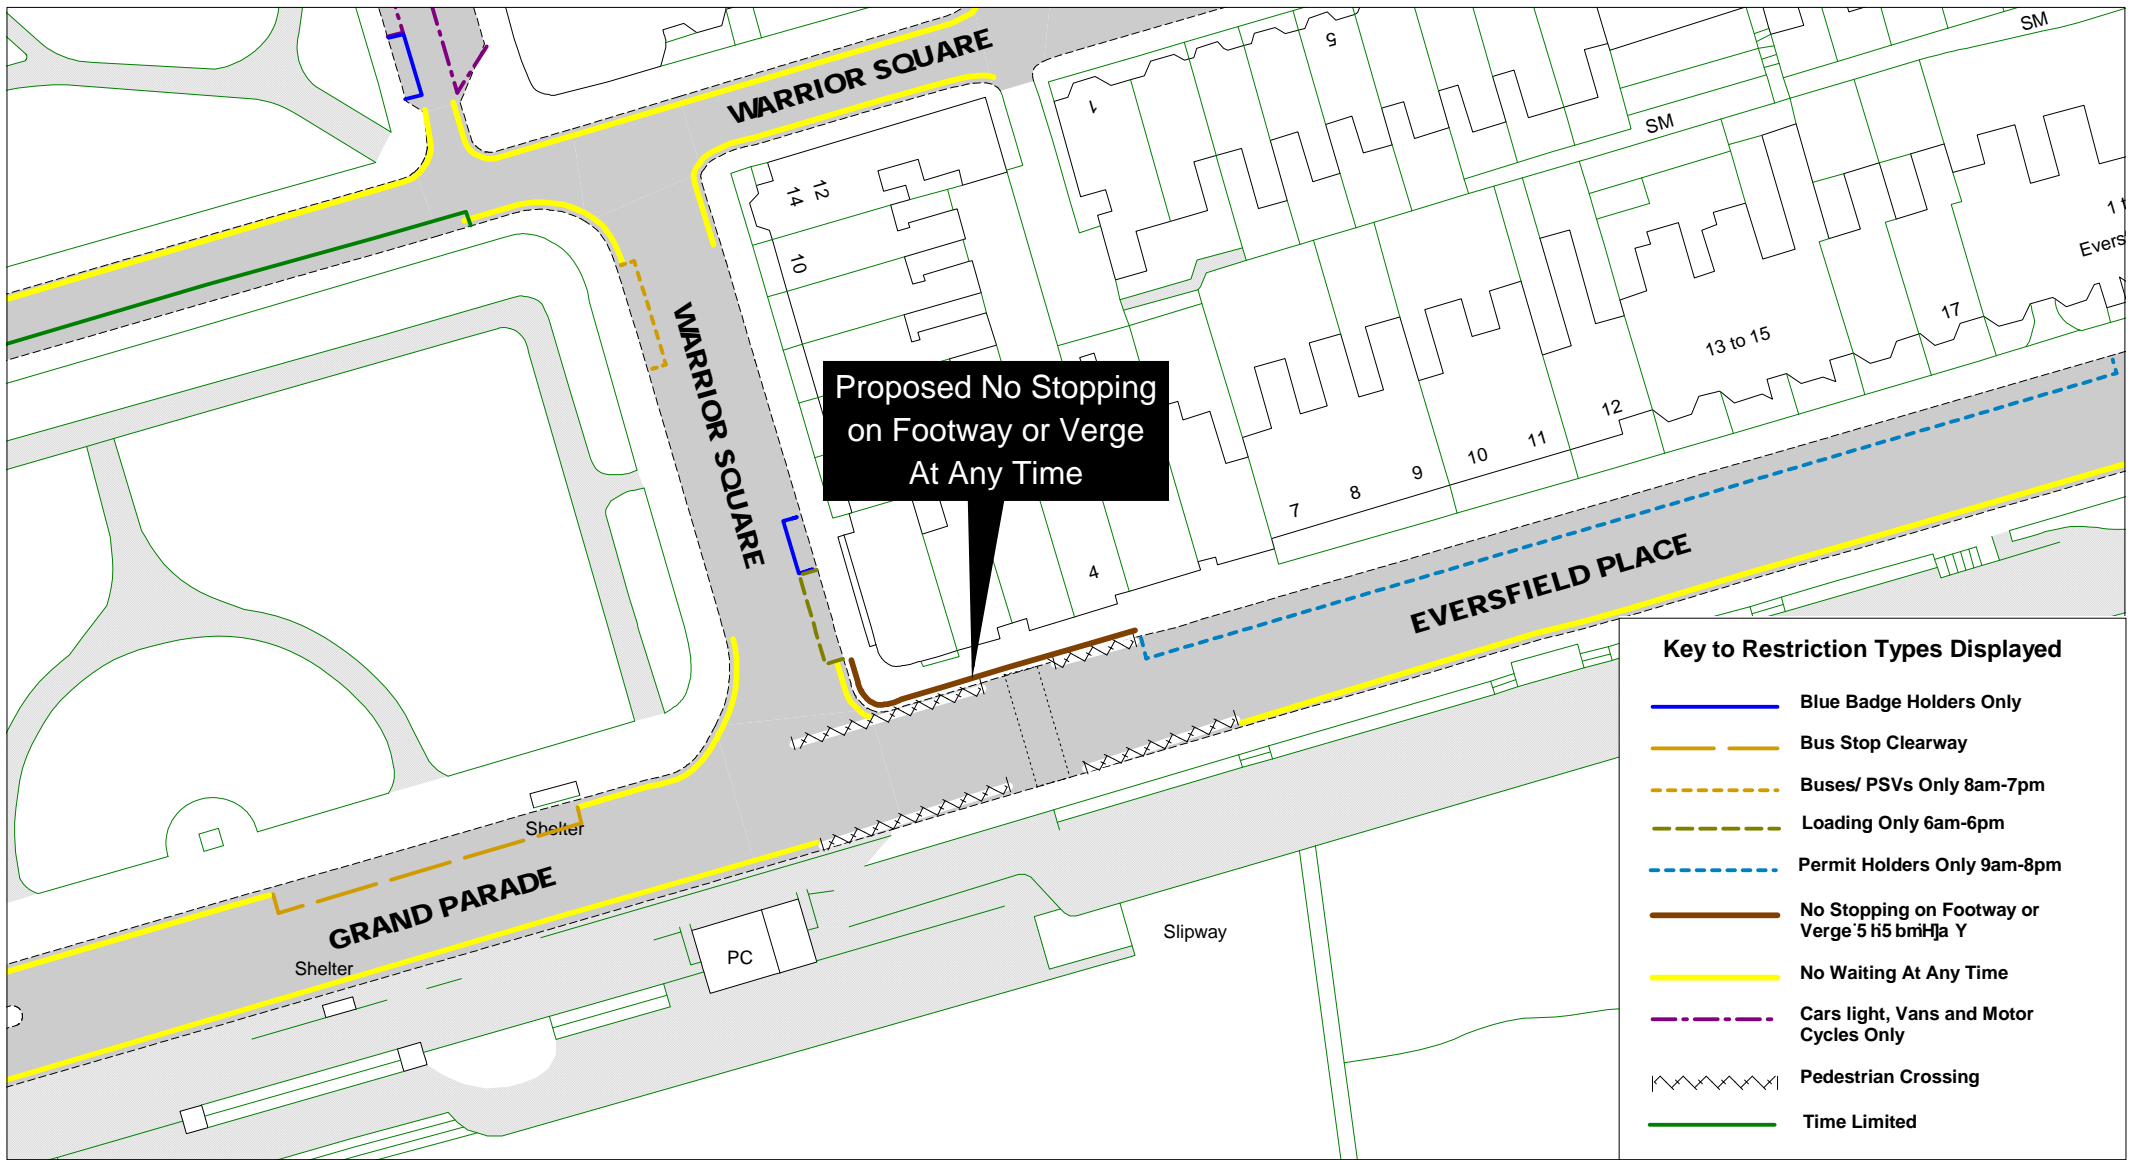 SM
WARRIOR SQUARE
5
1
SM
14
12
10
1 t
Evers
17
13 to 15
WARRIOR SQUARE
Proposed No Stopping
on Footway or Verge
At Any Time
12
11
10
9
8
7
4
EVERSFIELD PLACE
Shelter
GRAND PARADE
Shelter
PC
Slipway
Key to Restriction Types Displayed
Blue Badge Holders Only
Bus Stop Clearway
Buses/ PSVs Only 8am-7pm
Loading Only 6am-6pm
Permit Holders Only 9am-8pm
No Stopping on Footway or
Verge
No Waiting At Any Time
Cars light, Vans and Motor
Cycles Only
Pedestrian Crossing
Time Limited